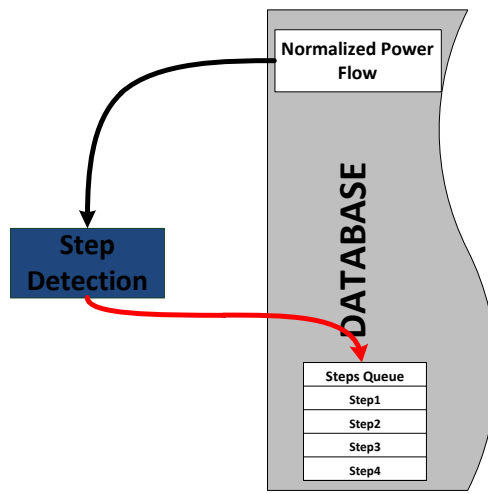 Normalized Power
Flow
Step
Detection
DATABASE
Steps Queue
Step1
Step2
Step3
Step4